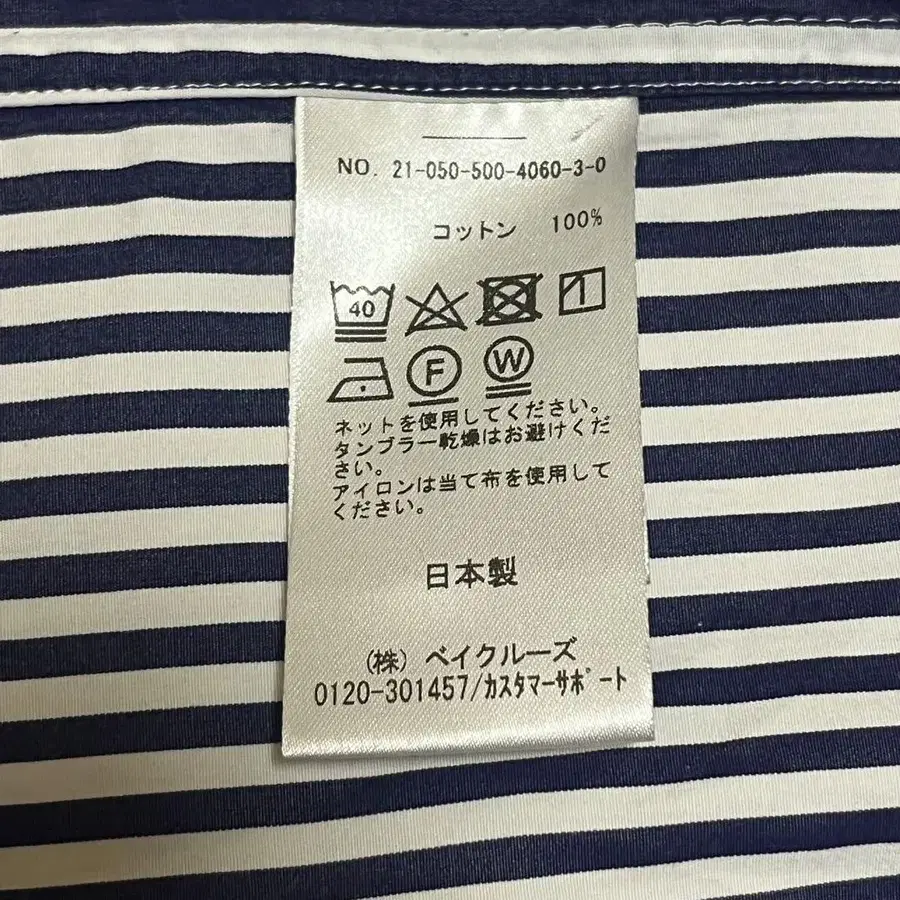 NO. 21-050-500-4060-3-0
コットン 100%
40
F W
ネットを使用してください。
タンブラー乾燥はお避けくだ
さい。
アイロンは当て布を使用して
ください。
日本製
(株) ベイクルーズ
0120-301457/カスタマーサポート